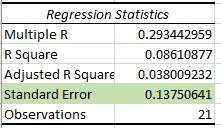 Regression Statistics
Multiple R 0.293442959
R Square 0.08610877
Adjusted R Square 0.038009232
Standard Error 0.13750641
Observations 21